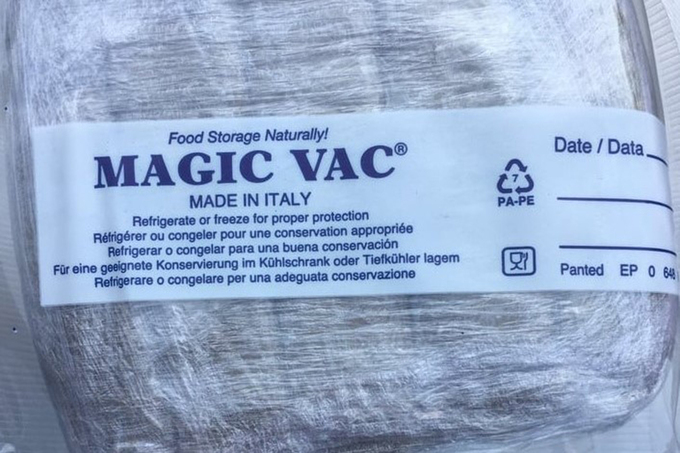 Food Storage Naturally!
MAGIC VAC®
MADE IN ITALY
Refrigerate or freeze for proper protection
Réfrigérer ou congeler pour une conservation appropriée
Refrigerar o congelar para una buena conservación
Für eine geeignete Konservierung im Kühlschrank oder Tiefkühler lagern
Refrigerare o congelare per una adeguata conservazione
7
PA-PE
Date / Data
Panted EP 0 648